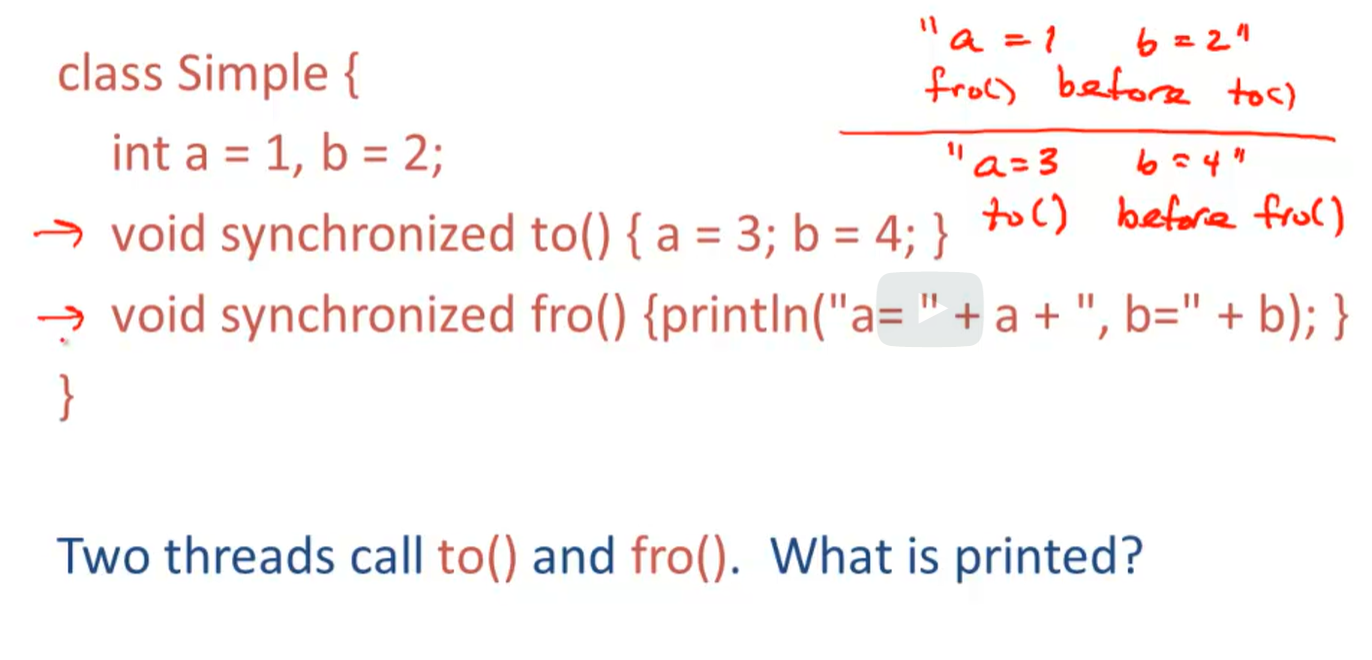 "a = 1 b = 2"
fro() before to()
"a=3 b=4"
to() before fro()
class Simple {
int a = 1, b = 2;
void synchronized to() { a = 3; b = 4; }
void synchronized fro() {println("a= " + a + ", b=" + b); }
}
Two threads call to() and fro(). What is printed?